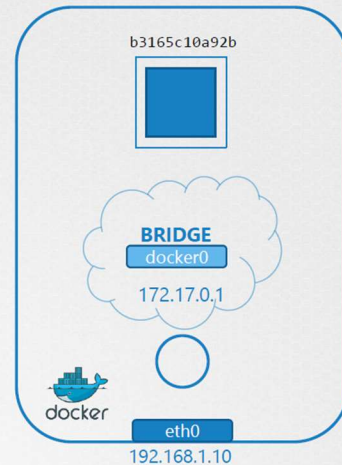 b3165c10a92b
BRIDGE
docker0
172.17.0.1
docker
eth0
192.168.1.10